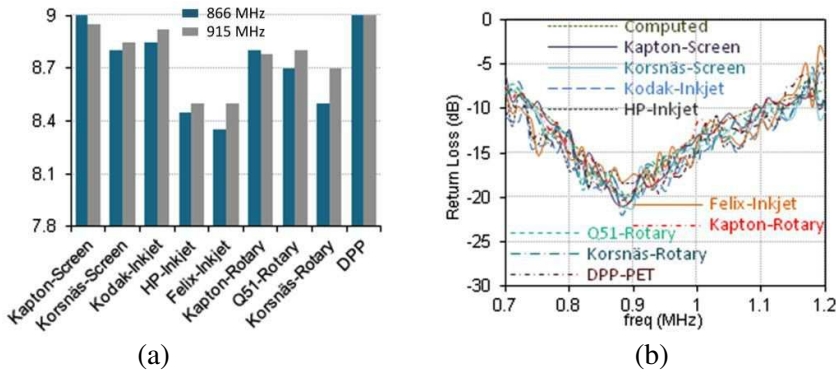 9
8.7
8.4
8.1
7.8
866 MHz
915 MHz
Kapton-Screen
Korsnäs-Screen
Kodak-Inkjet
HP-Inkjet
Felix-Inkjet
Kapton-Rotary
Q51-Rotary
Korsnäs-Rotary
DPP
(a)
Return Loss (dB)
-0
-5
-10
-15
-20
-25
-30
Computed
Kapton-Screen
Korsnäs-Screen
Kodak-Inkjet
HP-Inkjet
Felix-Inkjet
Kapton-Rotary
Q51-Rotary
Korsnäs-Rotary
DPP-PET
0.7 0.8 0.9 1 1.1 1.2
freq (MHz)
(b)